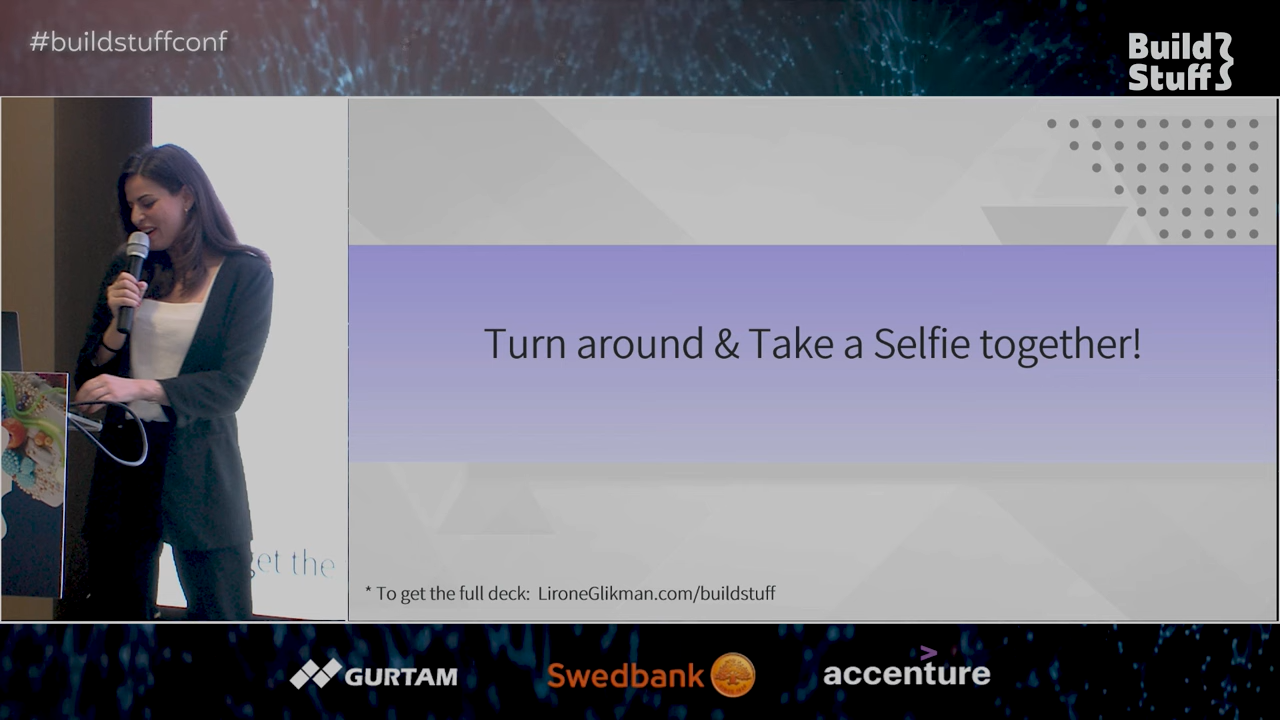 #buildstuffconf
Build
Stuff
Turn around & Take a Selfie together!
get the
* To get the full deck: LironeGlikman.com/buildstuff
GURTAM
Swedbank
accenture